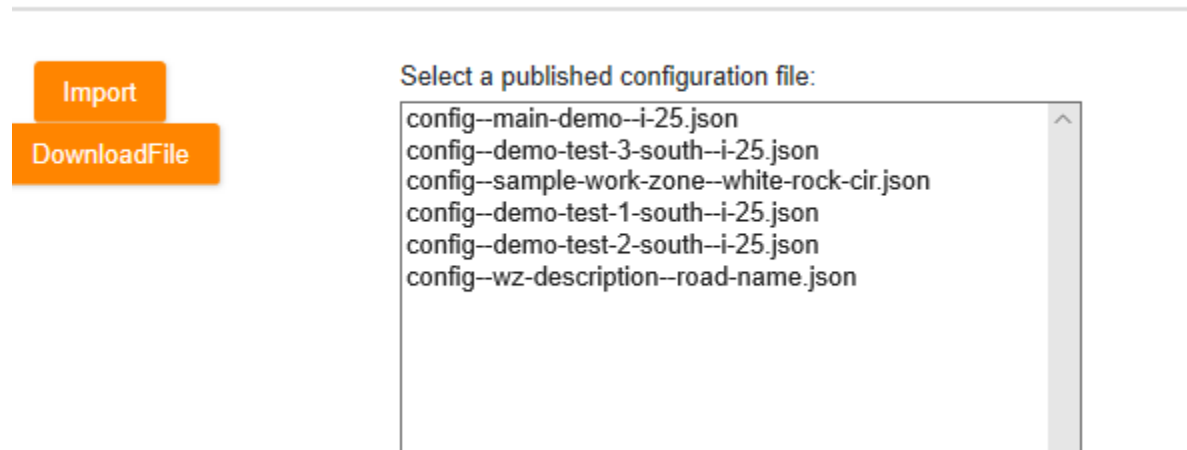 Import
DownloadFile
Select a published configuration file:
config--main-demo--i-25.json
config--demo-test-3-south--i-25.json
config--sample-work-zone--white-rock-cir.json
config--demo-test-1-south--i-25.json
config--demo-test-2-south--i-25.json
config--wz-description--road-name.json